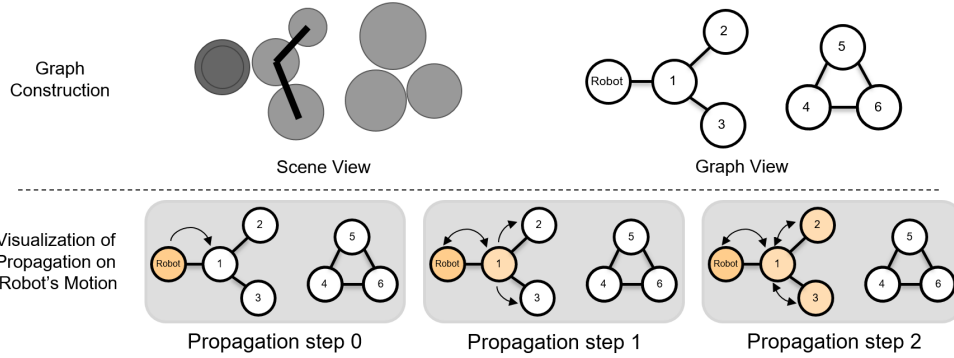 Graph
Construction
2
Robot
1
3
5
4
6
Scene View
Graph View
Visualization of
Propagation on
Robot's Motion
Robot
1
2
3
5
4
6
Robot
1
2
3
5
4
6
Robot
1
2
3
5
4
6
Propagation step 0
Propagation step 1
Propagation step 2